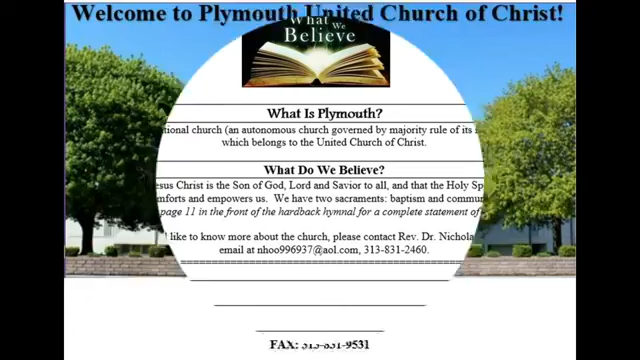 Welcome to Plymouth United Church of Christ!
What We
Believe
What Is Plymouth?
tional church (an autonomous church governed by majority rule of its
which belongs to the United Church of Christ.
What Do We Believe?
esus Christ is the Son of God, Lord and Savior to all, and that the Holy Sp
mforts and empowers us. We have two sacraments: baptism and commun
page 11 in the front of the hardback hymnal for a complete statement of
like to know more about the church, please contact Rev. Dr. Nichola
email at nhoo996937@aol.com, 313-831-2460.
FAX: 313-831-9531